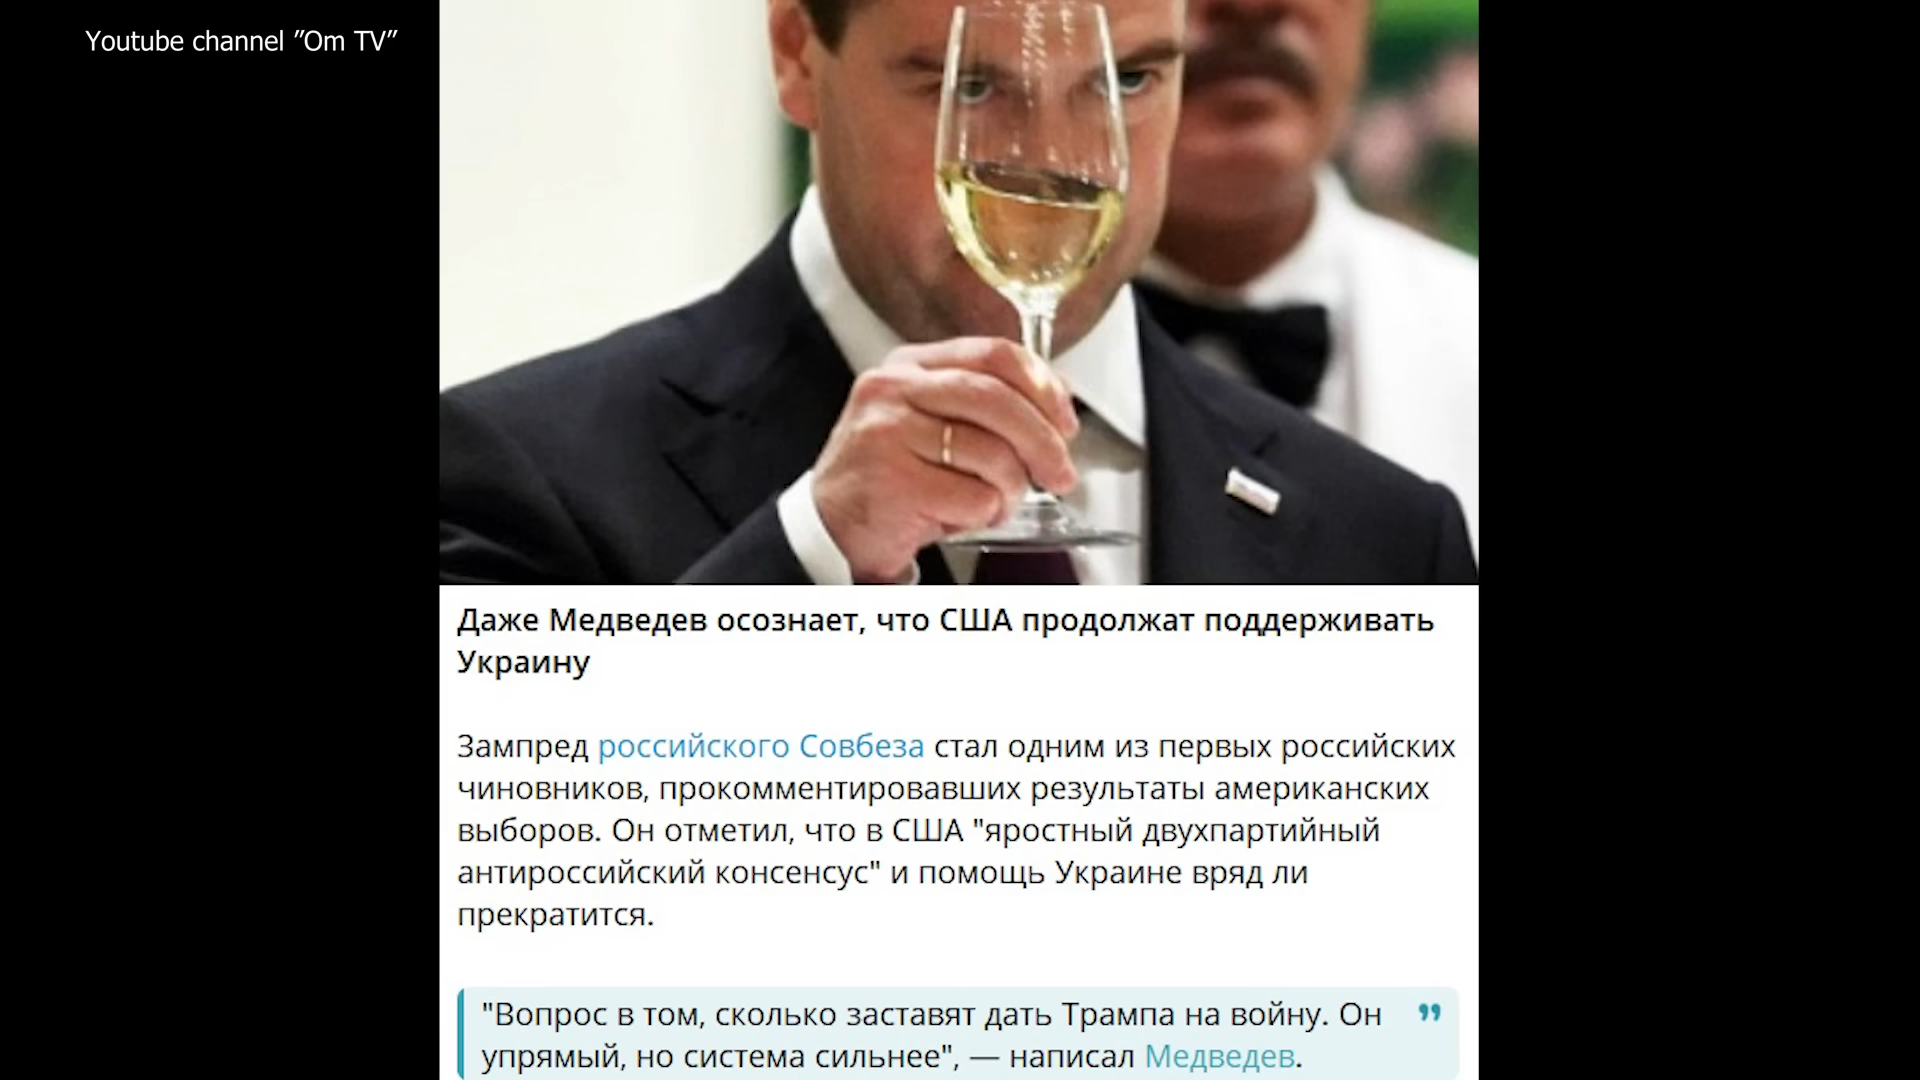 Youtube channel ”Om TV”
Даже Медведев осознает, что США продолжат поддерживать
Украину
Зампред российского Совбеза стал одним из первых российских
чиновников, прокомментировавших результаты американских
выборов. Он отметил, что в США "яростный двухпартийный
антироссийский консенсус" и помощь Украине вряд ли
прекратится.
"Вопрос в том, сколько заставят дать Трампа на войну. Он
упрямый, но система сильнее", — написал Медведев.